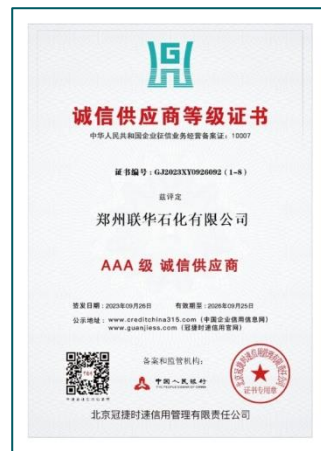 诚信供应商等级证书
中华人民共和国企业征信业务经营备案证：10007
证书编号：GJ2023XY0926092（1-8）
兹评定
郑州联华石化有限公司
AAA 级 诚信供应商
签发日期：2023年09月26日 有效期至：2026年09月25日
公示地址：www.creditchina315.com（中国企业信用信息网）
www.guanjiess.com（冠捷时速信用官网）
备案和监管机构：
中国人民银行
证书专用章
北京冠捷时速信用管理有限责任公司